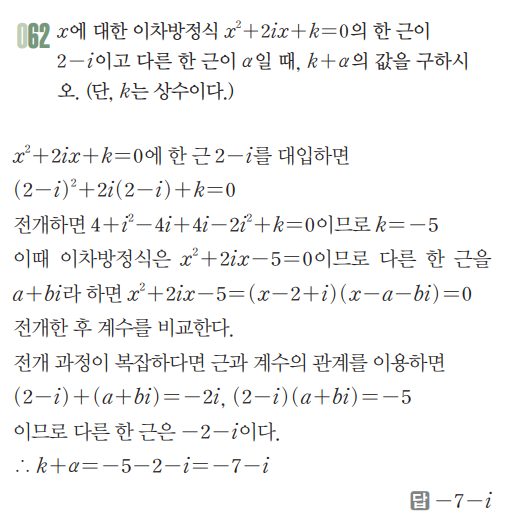 062 x에 대한 이차방정식 x²+2ix+k=0의 한 근이
2-i이고 다른 한 근이 α일 때, k+α의 값을 구하시
오. (단, k는 상수이다.)
x²+2ix+k=0에 한 근 2-i를 대입하면
(2-i)²+2i(2-i)+k=0
전개하면 4+i²-4i+4i-2i²+k=0이므로 k=-5
이때 이차방정식은 x²+2ix-5=0이므로 다른 한 근을
a+bi라 하면 x²+2ix-5=(x-2+i)(x-a-bi)=0
전개한 후 계수를 비교한다.
전개 과정이 복잡하다면 근과 계수의 관계를 이용하면
(2-i)+(a+bi)=-2i, (2-i)(a+bi)=-5
이므로 다른 한 근은 -2-i이다.
∴ k+α=-5-2-i=-7-i
답 -7-i